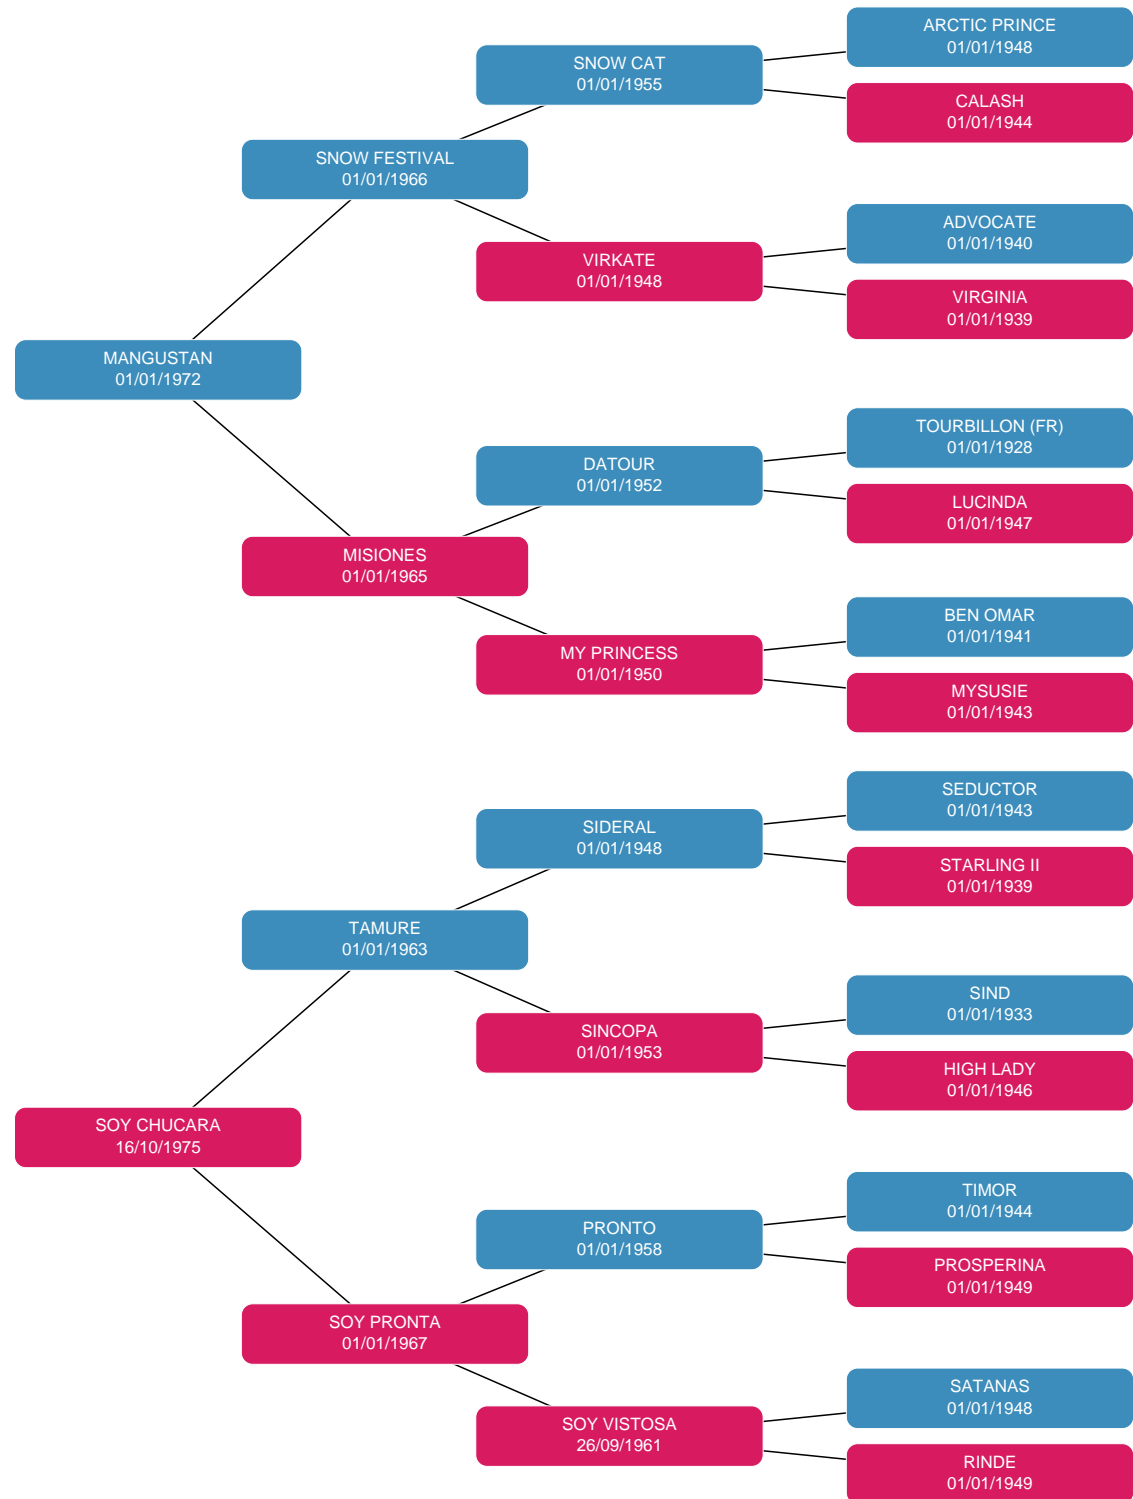 ARCTIC PRINCE
01/01/1948
SNOW CAT
01/01/1955
CALASH
01/01/1944
SNOW FESTIVAL
01/01/1966
ADVOCATE
01/01/1940
VIRKATE
01/01/1948
VIRGINIA
01/01/1939
MANGUSTAN
01/01/1972
TOURBILLON (FR)
01/01/1928
DATOUR
01/01/1952
LUCINDA
01/01/1947
MISIONES
01/01/1965
BEN OMAR
01/01/1941
MY PRINCESS
01/01/1950
MYSUSIE
01/01/1943
SEDUCTOR
01/01/1943
SIDERAL
01/01/1948
STARLING II
01/01/1939
TAMURE
01/01/1963
SIND
01/01/1933
SINCOPA
01/01/1953
HIGH LADY
01/01/1946
SOY CHUCARA
16/10/1975
TIMOR
01/01/1944
PRONTO
01/01/1958
PROSPERINA
01/01/1949
SOY PRONTA
01/01/1967
SATANAS
01/01/1948
SOY VISTOSA
26/09/1961
RINDE
01/01/1949